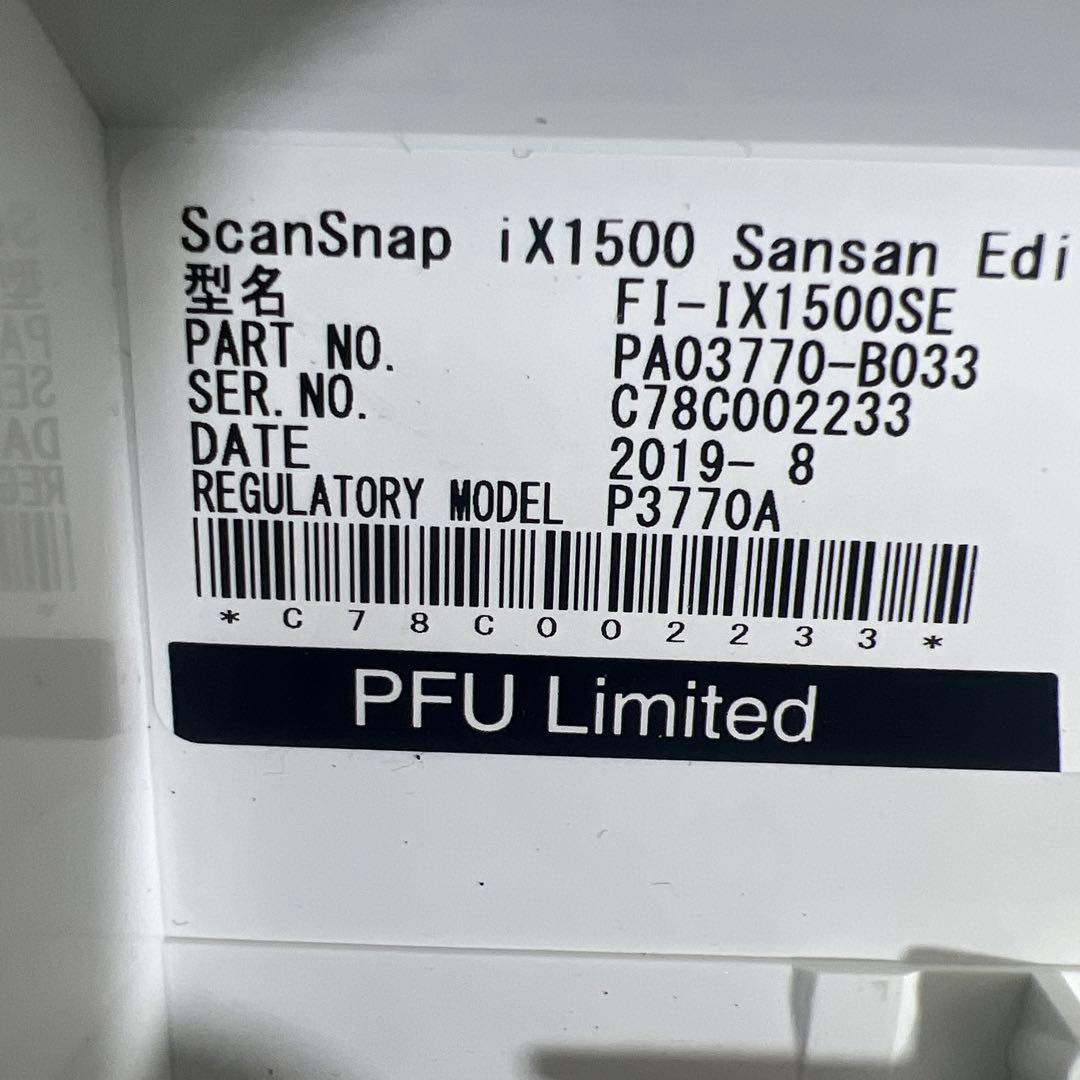 ScanSnap iX1500 Sansan Edi
型名 FI-IX1500SE
PART NO. PA03770-B033
SER. NO. C78C002233
DATE 2019- 8
REGULATORY MODEL P3770A
*C78C002233*
PFU Limited